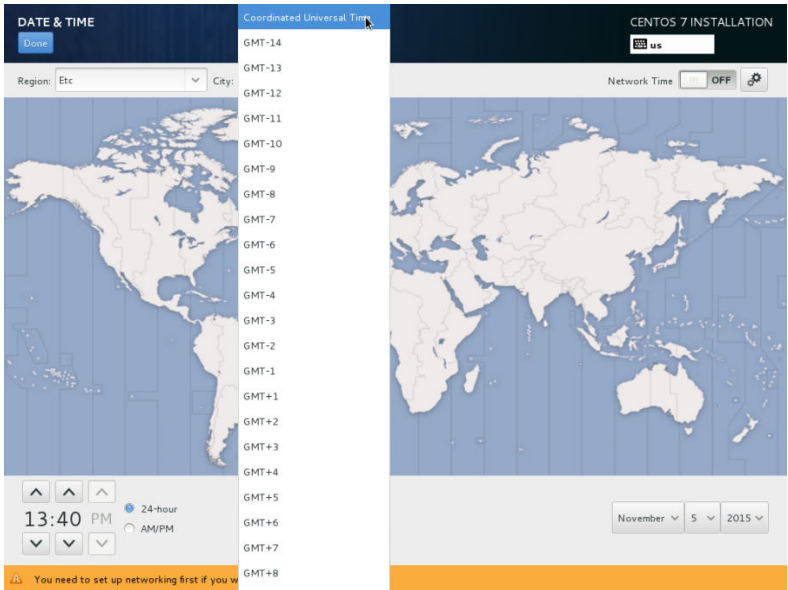 DATE & TIME
CENTOS 7 INSTALLATION
Done
us
Region: Etc City:
Network Time OFF
Coordinated Universal Time
GMT-14
GMT-13
GMT-12
GMT-11
GMT-10
GMT-9
GMT-8
GMT-7
GMT-6
GMT-5
GMT-4
GMT-3
GMT-2
GMT-1
GMT+1
GMT+2
GMT+3
GMT+4
GMT+5
GMT+6
GMT+7
GMT+8
13:40 PM
24-hour
AM/PM
November 5 2015
You need to set up networking first if you w